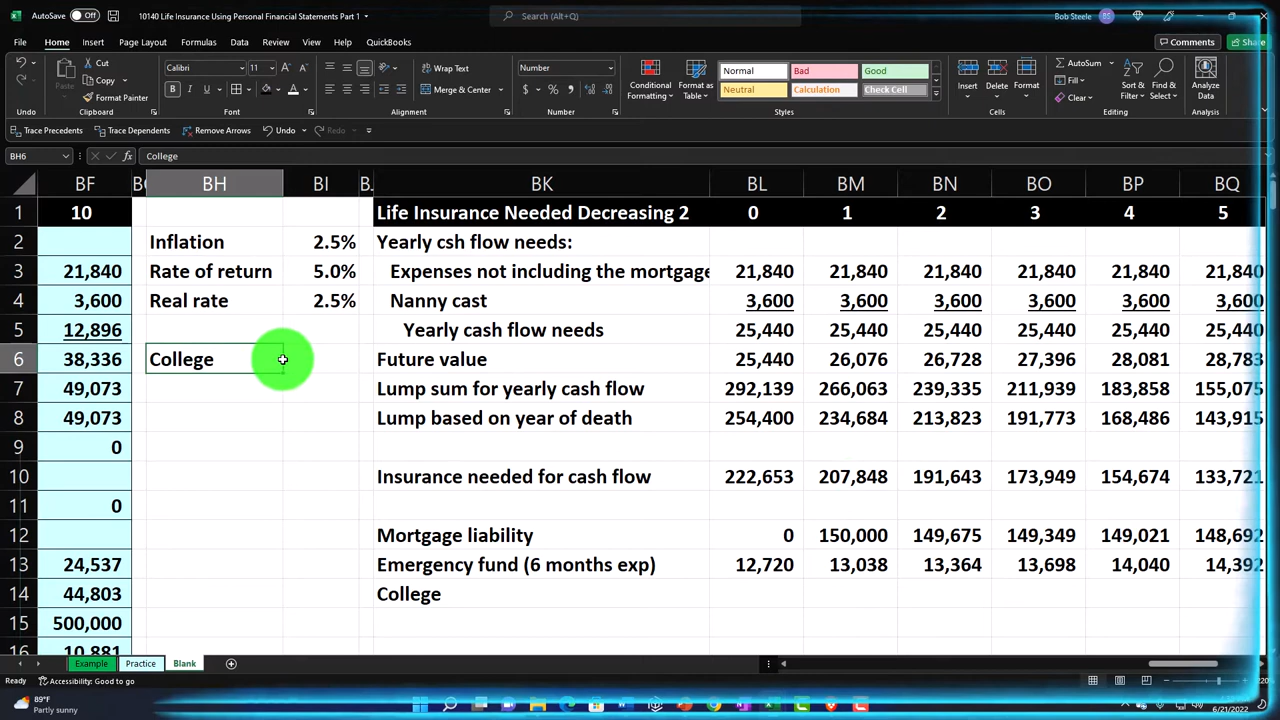 AutoSave Off 10140 Life Insurance Using Personal Financial Statements Part 1 Search (Alt+Q) Bob Steele BS
File Home Insert Page Layout Formulas Data Review View Help QuickBooks Comments Share
Cut Copy Format Painter Calibri 11 Wrap Text Merge & Center Number Conditional Formatting Format as Table Normal Bad Good Neutral Calculation Check Cell Insert Delete Format AutoSum Fill Clear Sort & Filter Find & Select Analyze Data
Undo Clipboard Font Alignment Number Styles Cells Editing Analysis
Trace Precedents Trace Dependents Remove Arrows Undo Redo
BH6 fx College
BF BH BI BK BL BM BN BO BP BQ
1 10 Life Insurance Needed Decreasing 2 0 1 2 3 4 5
2 Inflation 2.5% Yearly csh flow needs:
3 21,840 Rate of return 5.0% Expenses not including the mortgage 21,840 21,840 21,840 21,840 21,840 21,840
4 3,600 Real rate 2.5% Nanny cast 3,600 3,600 3,600 3,600 3,600 3,600
5 12,896 Yearly cash flow needs 25,440 25,440 25,440 25,440 25,440 25,440
6 38,336 College Future value 25,440 26,076 26,728 27,396 28,081 28,783
7 49,073 Lump sum for yearly cash flow 292,139 266,063 239,335 211,939 183,858 155,075
8 49,073 Lump based on year of death 254,400 234,684 213,823 191,773 168,486 143,915
9 0
10 Insurance needed for cash flow 222,653 207,848 191,643 173,949 154,674 133,721
11 0
12 Mortgage liability 0 150,000 149,675 149,349 149,021 148,692
13 24,537 Emergency fund (6 months exp) 12,720 13,038 13,364 13,698 14,040 14,392
14 44,803 College
15 500,000
16 10,881
Example Practice Blank
Ready Accessibility: Good to go 220%
89°F
Partly sunny
6/21/2022